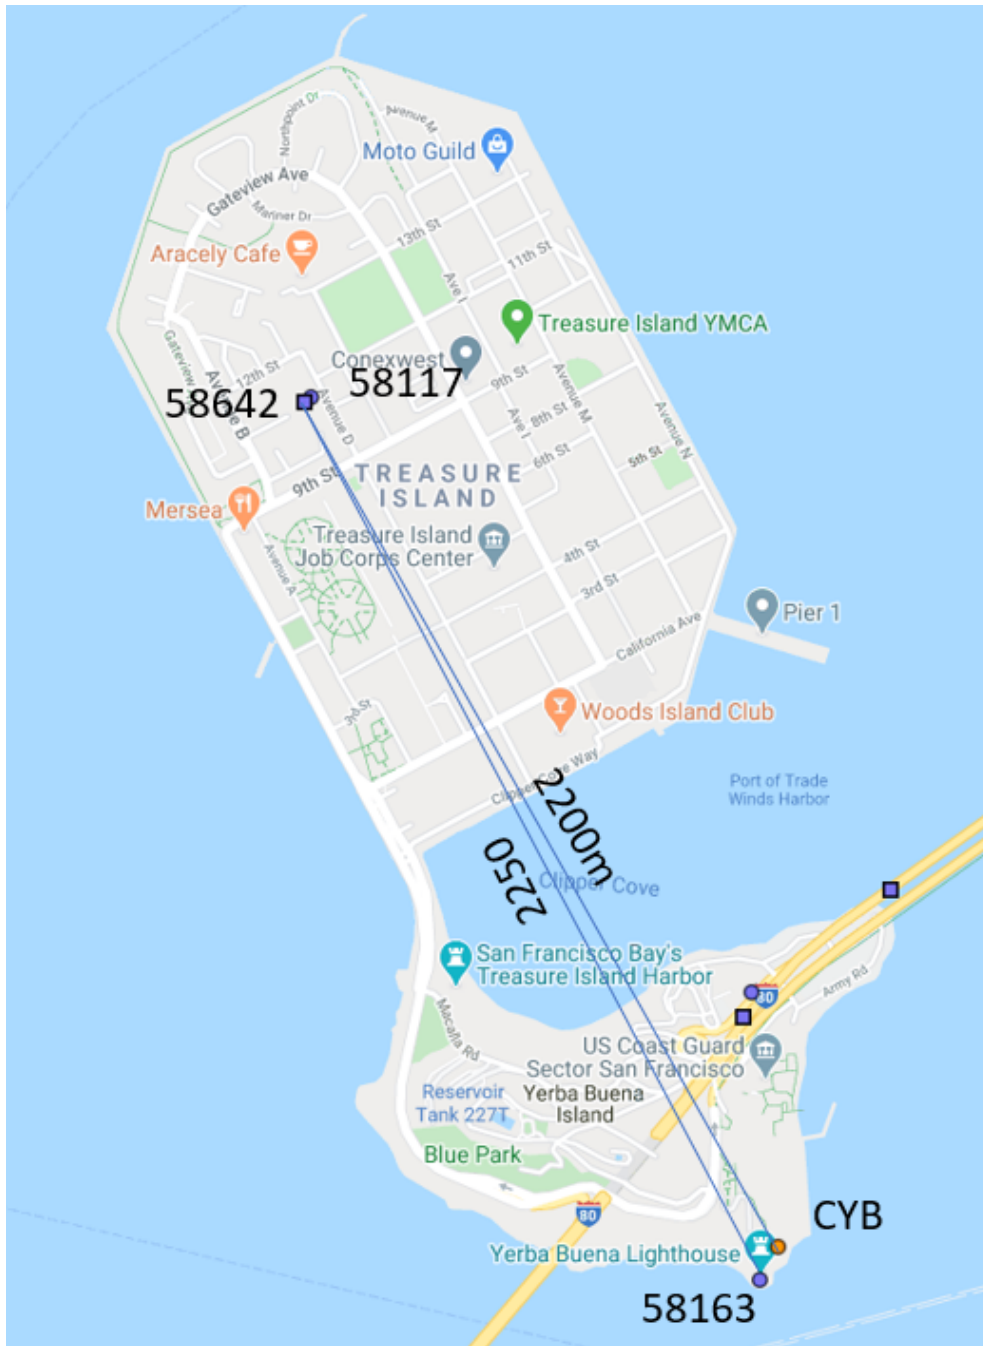 Avenue M
Northpoint Dr
Moto Guild
Gateview Ave
Mariner Dr
13th St
Aracely Cafe
11th St
Ave I
Treasure Island YMCA
Conexwest
12th St
58117
9th St
58642
Avenue B
Avenue D
Avenue M
Ave I
8th St
Avenue N
6th St
5th St
TREASURE
ISLAND
9th St
Mersea
Treasure Island
Job Corps Center
4th St
Avenue A
3rd St
Pier 1
California Ave
3rd St
Woods Island Club
Clipper Cove Way
Port of Trade
Winds Harbor
2200m
2250
Clipper Cove
San Francisco Bay's
Treasure Island Harbor
80
Army Rd
Macalla Rd
US Coast Guard
Sector San Francisco
Reservoir
Tank 227T
Yerba Buena
Island
Blue Park
80
CYB
Yerba Buena Lighthouse
58163